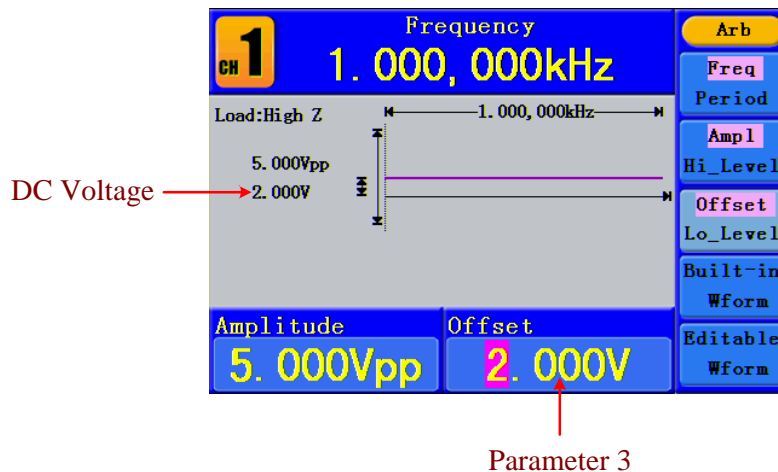 Frequency
CH 1
1.000,000kHz
Load:High Z
1.000,000kHz
5.000Vpp
DC Voltage
2.000V
Amplitude
5.000Vpp
Offset
2.000V
Arb
Freq
Period
Ampl
Hi_Level
Offset
Lo_Level
Built-in
Wform
Editable
Wform
Parameter 3